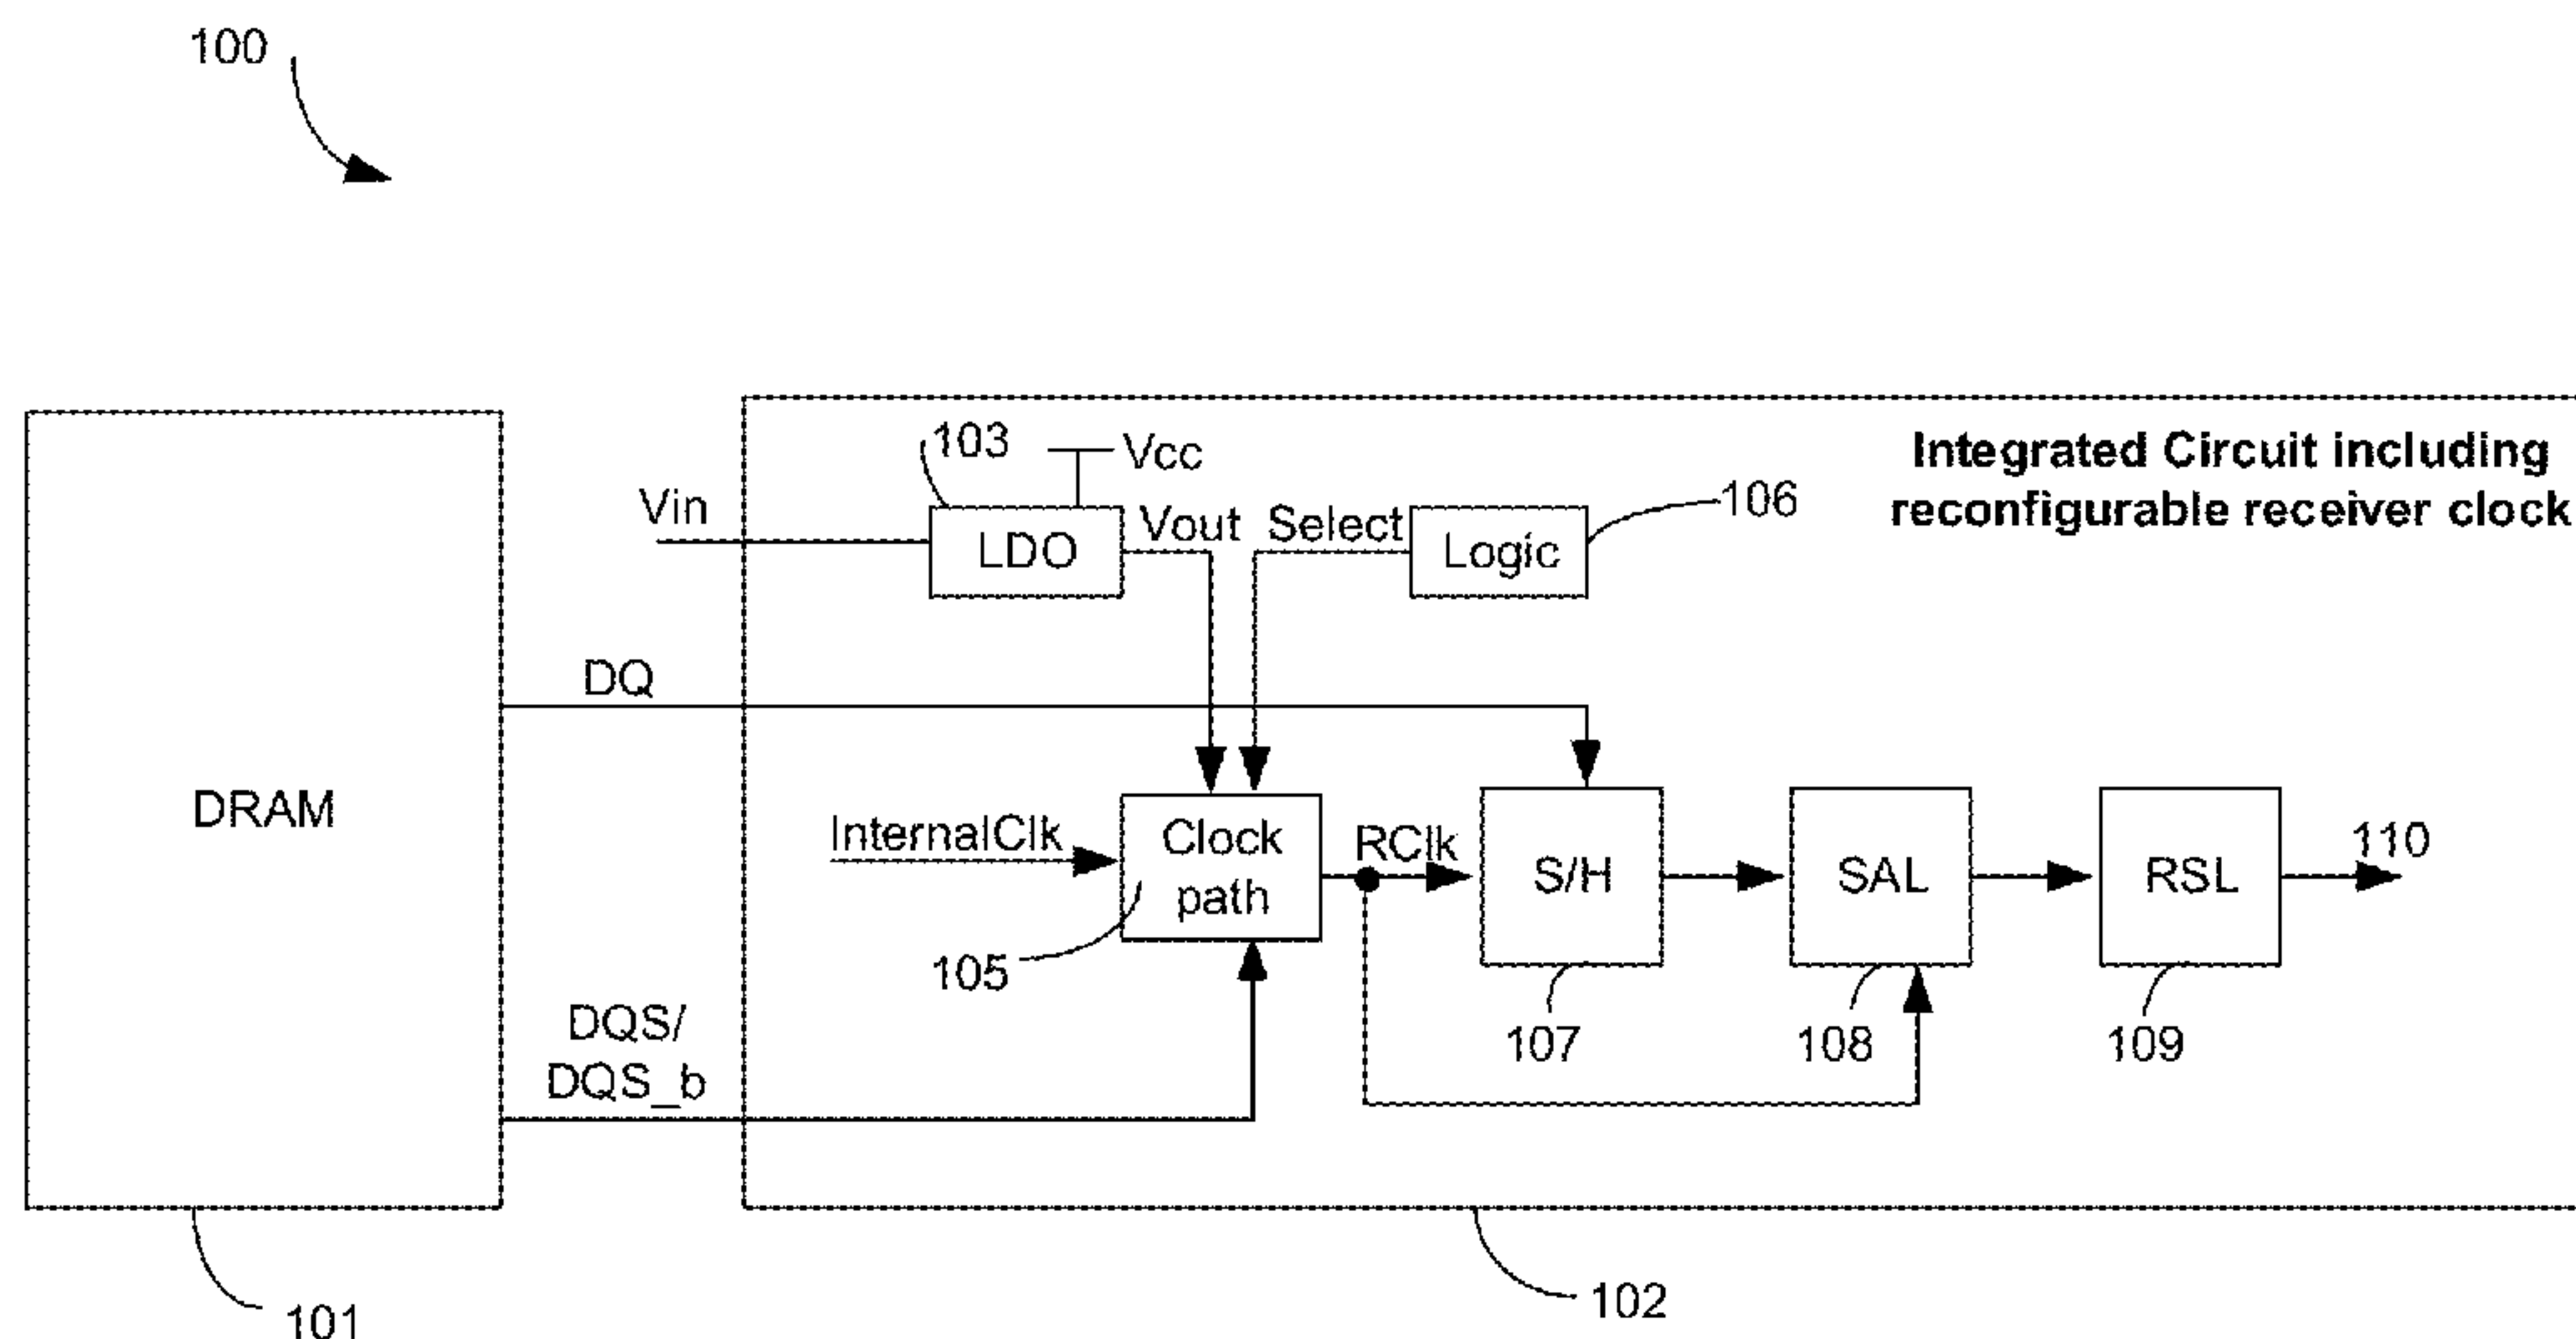 100
103
Vcc
Integrated Circuit including
reconfigurable receiver clock
Vin
LDO
Vout
Select
Logic
106
DQ
DRAM
InternalClk
Clock
path
RClk
S/H
SAL
RSL
110
105
DQS/
DQS_b
107
108
109
101
102